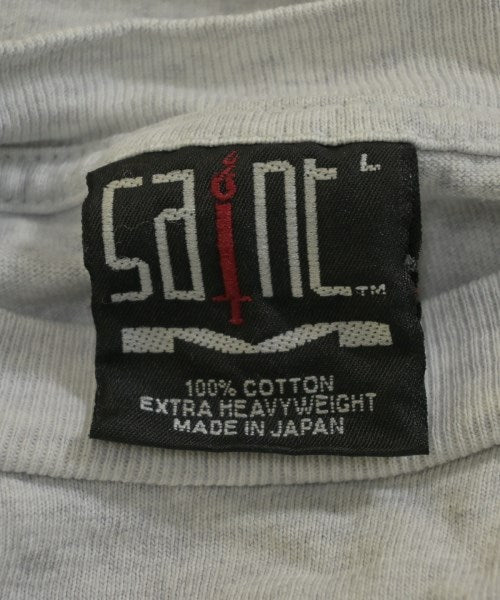 saint L
TM
100% COTTON
EXTRA HEAVYWEIGHT
MADE IN JAPAN